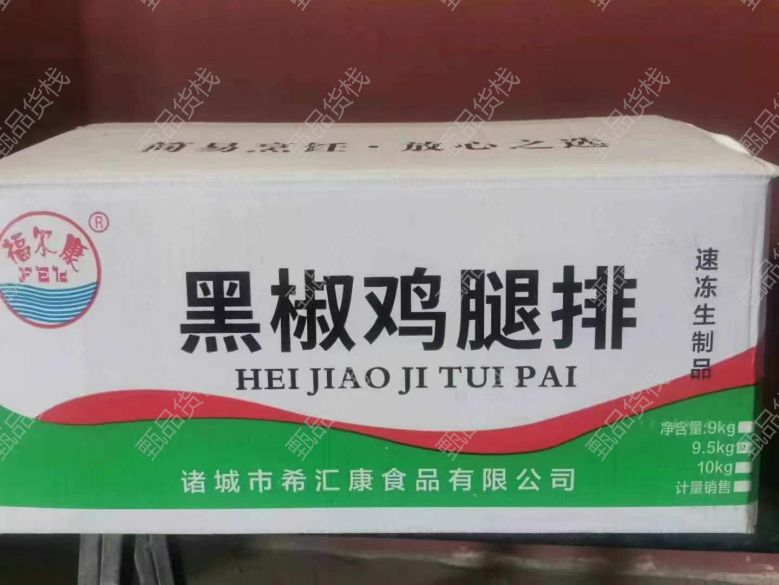 简易烹饪·放心之选
福尔康
FEK
®
黑椒鸡腿排
HEI JIAO JI TUI PAI
速冻生制品
净含量:9kg
9.5kg
10kg
计量销售
诸城市希汇康食品有限公司
甄品货栈